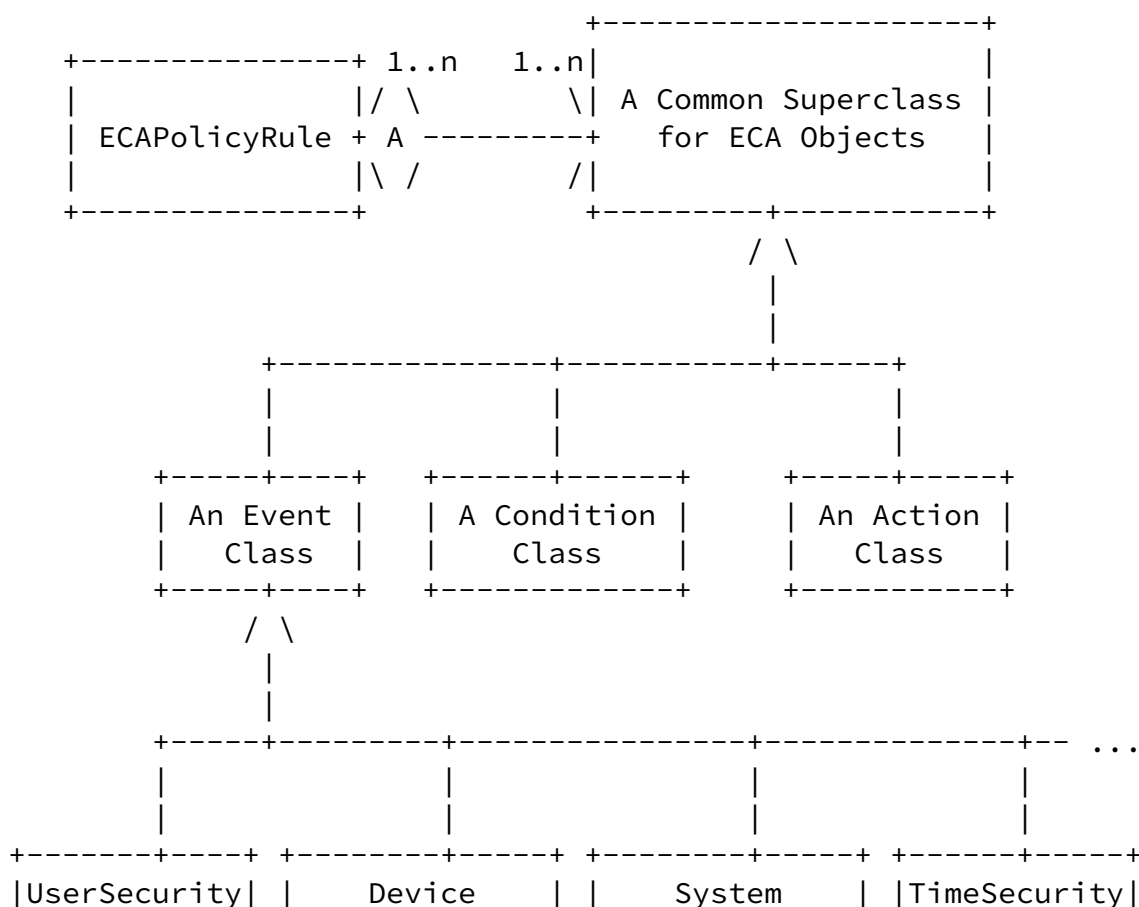 1..n 1..n
A Common Superclass
ECAPolicyRule A for ECA Objects
An Event A Condition An Action
Class Class Class
...
UserSecurity Device System TimeSecurity